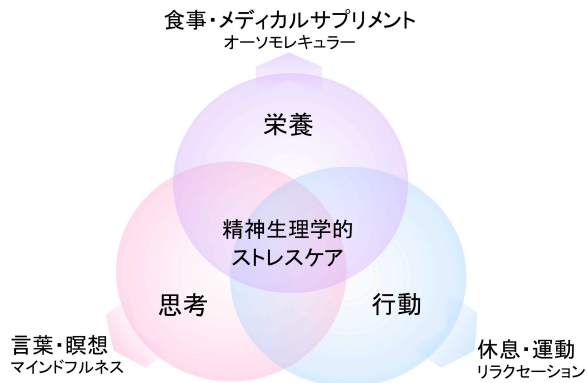 食事・メディカルサプリメント
オーソモレキュラー
栄養
精神生理学的
ストレスケア
思考
行動
言葉・瞑想
マインドフルネス
休息・運動
リラクセーション